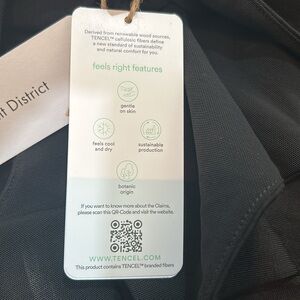 Derived from renewable wood sources,
TENCEL™ cellulosic fibers define
a new standard of sustainability
and natural comfort for you.
feels right features
gentle
on skin
feels cool
and dry
sustainable
production
botanic
origin
If you want to know more about the Claims,
please scan this QR-Code and visit the website.
WWW.TENCEL.COM
This product contains TENCEL™ branded fibers
District